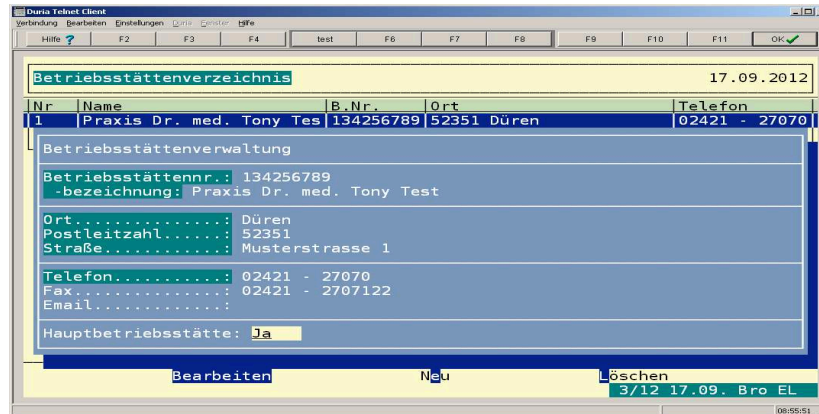 Duria Telnet Client
Verbindung Bearbeiten Einstellungen Duria Fenster Hilfe
Hilfe ? F2 F3 F4 test F6 F7 F8 F9 F10 F11 OK
Betriebsstättenverzeichnis 17.09.2012
Nr |Name |B.Nr. |Ort |Telefon
1 |Praxis Dr. med. Tony Tes|134256789|52351 Düren |02421 - 27070
Betriebsstättenverwaltung
Betriebsstättennr.: 134256789
-bezeichnung: Praxis Dr. med. Tony Test
Ort............: Düren
Postleitzahl......: 52351
Straße............: Musterstrasse 1
Telefon............: 02421 - 27070
Fax...............: 02421 - 2707122
Email.............:
Hauptbetriebsstätte: Ja
Bearbeiten Neu Löschen
3/12 17.09. Bro EL
08:55:51